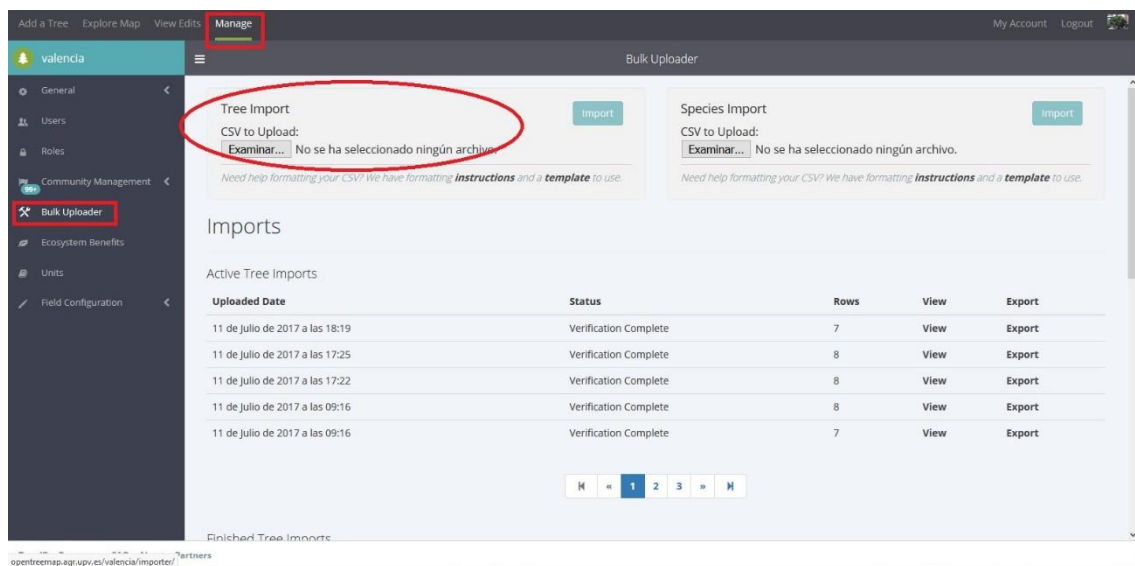 Add a Tree Explore Map View Edits Manage My Account Logout
valencia Bulk Uploader
General
Users
Roles
Community Management
99+
Bulk Uploader
Ecosystem Benefits
Units
Field Configuration
Tree Import Import
CSV to Upload:
Examinar... No se ha seleccionado ningún archivo.
Need help formatting your CSV? We have formatting instructions and a template to use.
Species Import Import
CSV to Upload:
Examinar... No se ha seleccionado ningún archivo.
Need help formatting your CSV? We have formatting instructions and a template to use.
Imports
Active Tree Imports
Uploaded Date Status Rows View Export
11 de Julio de 2017 a las 18:19 Verification Complete 7 View Export
11 de Julio de 2017 a las 17:25 Verification Complete 8 View Export
11 de Julio de 2017 a las 17:22 Verification Complete 8 View Export
11 de Julio de 2017 a las 09:16 Verification Complete 8 View Export
11 de Julio de 2017 a las 09:16 Verification Complete 7 View Export
« 1 2 3 »
Finished Tree Imports
Partners
opentreemap.agr.upv.es/valencia/importer/